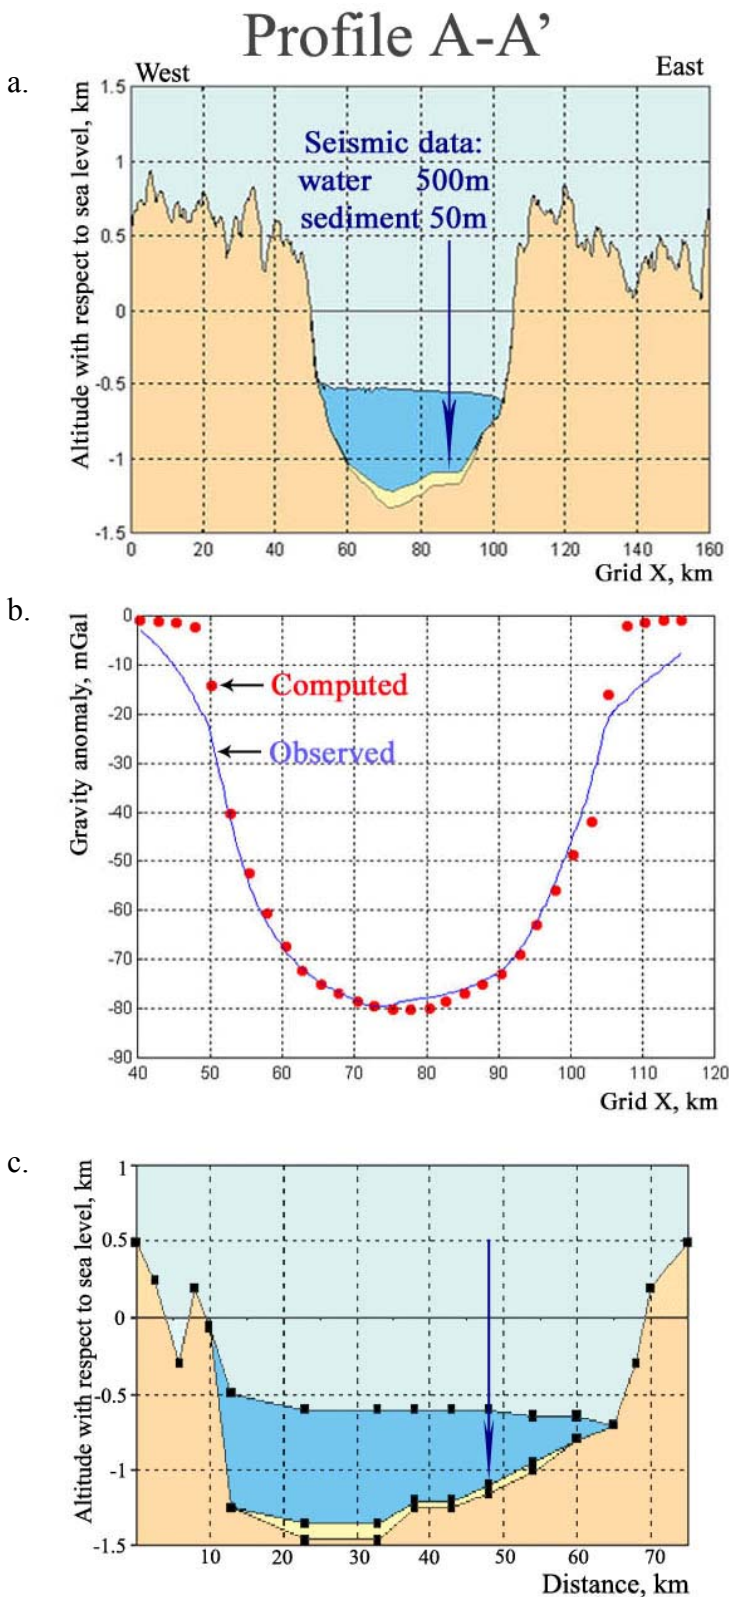 Profile A-A’
a.
West
East
Altitude with respect to sea level, km
1.5
1
0.5
0
-0.5
-1
-1.5
Seismic data:
water 500m
sediment 50m
0 20 40 60 80 100 120 140 160
Grid X, km
b.
Gravity anomaly, mGal
0
-10
-20
-30
-40
-50
-60
-70
-80
-90
Computed
Observed
40 50 60 70 80 90 100 110 120
Grid X, km
c.
Altitude with respect to sea level, km
1
0.5
0
-0.5
-1
-1.5
10 20 30 40 50 60 70
Distance, km